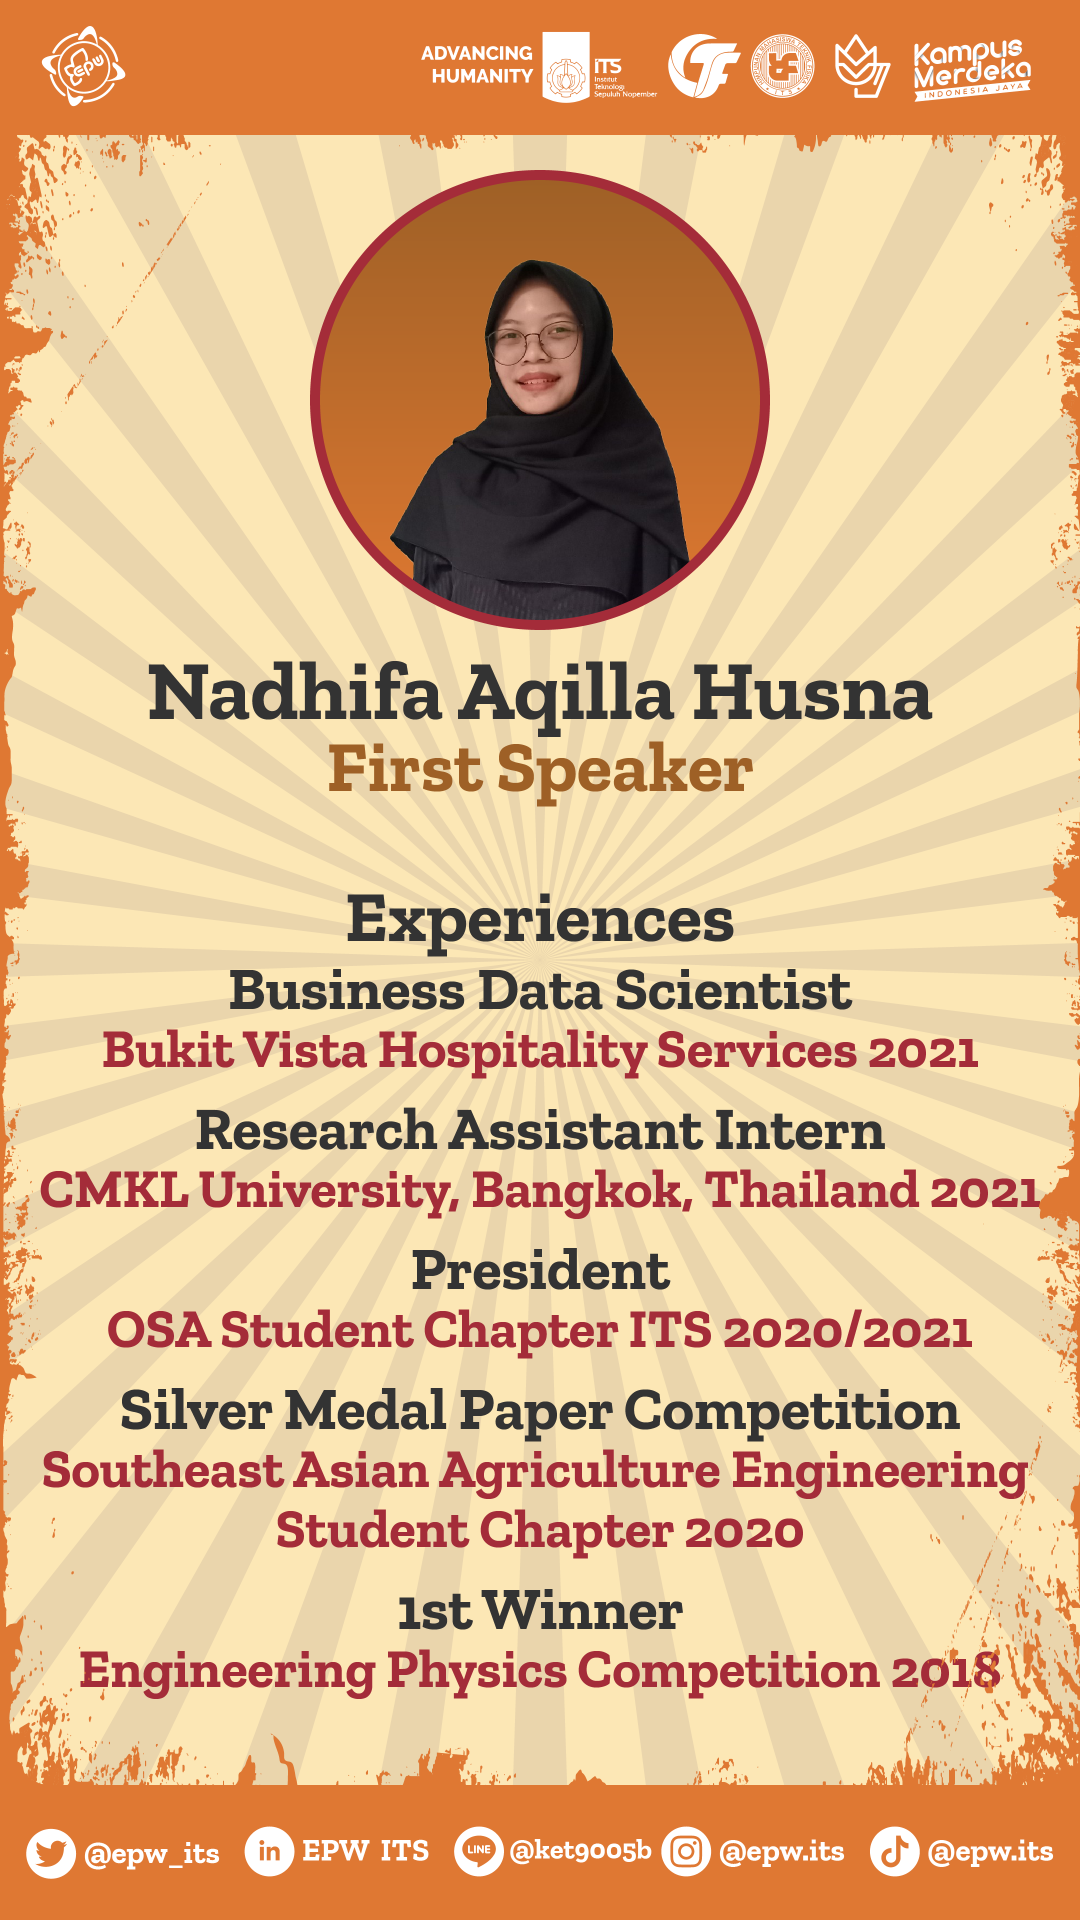 epw
ADVANCING
HUMANITY
ITS
Institut
Teknologi
Sepuluh Nopember
Kampus
Merdeka
INDONESIA JAYA
Nadhifa Aqilla Husna
First Speaker
Experiences
Business Data Scientist
Bukit Vista Hospitality Services 2021
Research Assistant Intern
CMKL University, Bangkok, Thailand 2021
President
OSA Student Chapter ITS 2020/2021
Silver Medal Paper Competition
Southeast Asian Agriculture Engineering
Student Chapter 2020
1st Winner
Engineering Physics Competition 2018
@epw_its
in
EPW ITS
LINE
@ket9005b
@epw.its
@epw.its